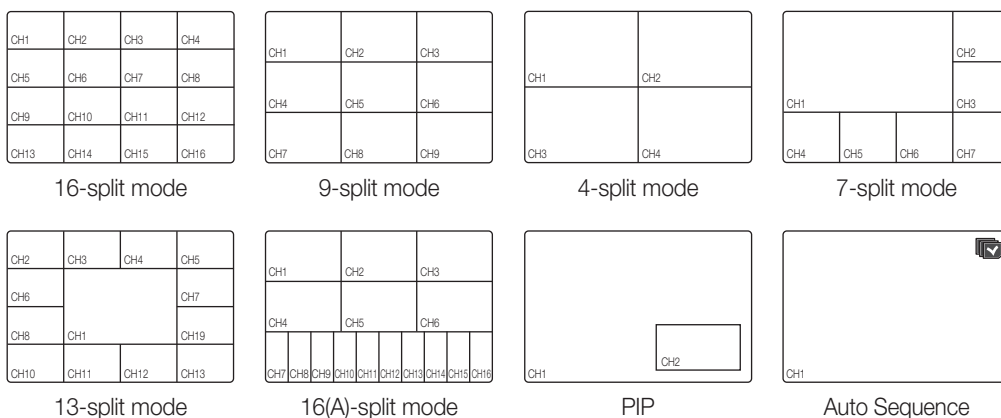 CH1 CH2 CH3 CH4
CH5 CH6 CH7 CH8
CH9 CH10 CH11 CH12
CH13 CH14 CH15 CH16
16-split mode
CH1 CH2 CH3
CH4 CH5 CH6
CH7 CH8 CH9
9-split mode
CH1 CH2
CH3 CH4
4-split mode
CH2
CH1 CH3
CH4 CH5 CH6 CH7
7-split mode
CH2 CH3 CH4 CH5
CH6 CH7
CH8 CH1 CH19
CH10 CH11 CH12 CH13
13-split mode
CH1 CH2 CH3
CH4 CH5 CH6
CH7 CH8 CH9 CH10 CH11 CH12 CH13 CH14 CH15 CH16
16(A)-split mode
CH2
CH1
PIP
CH1
Auto Sequence